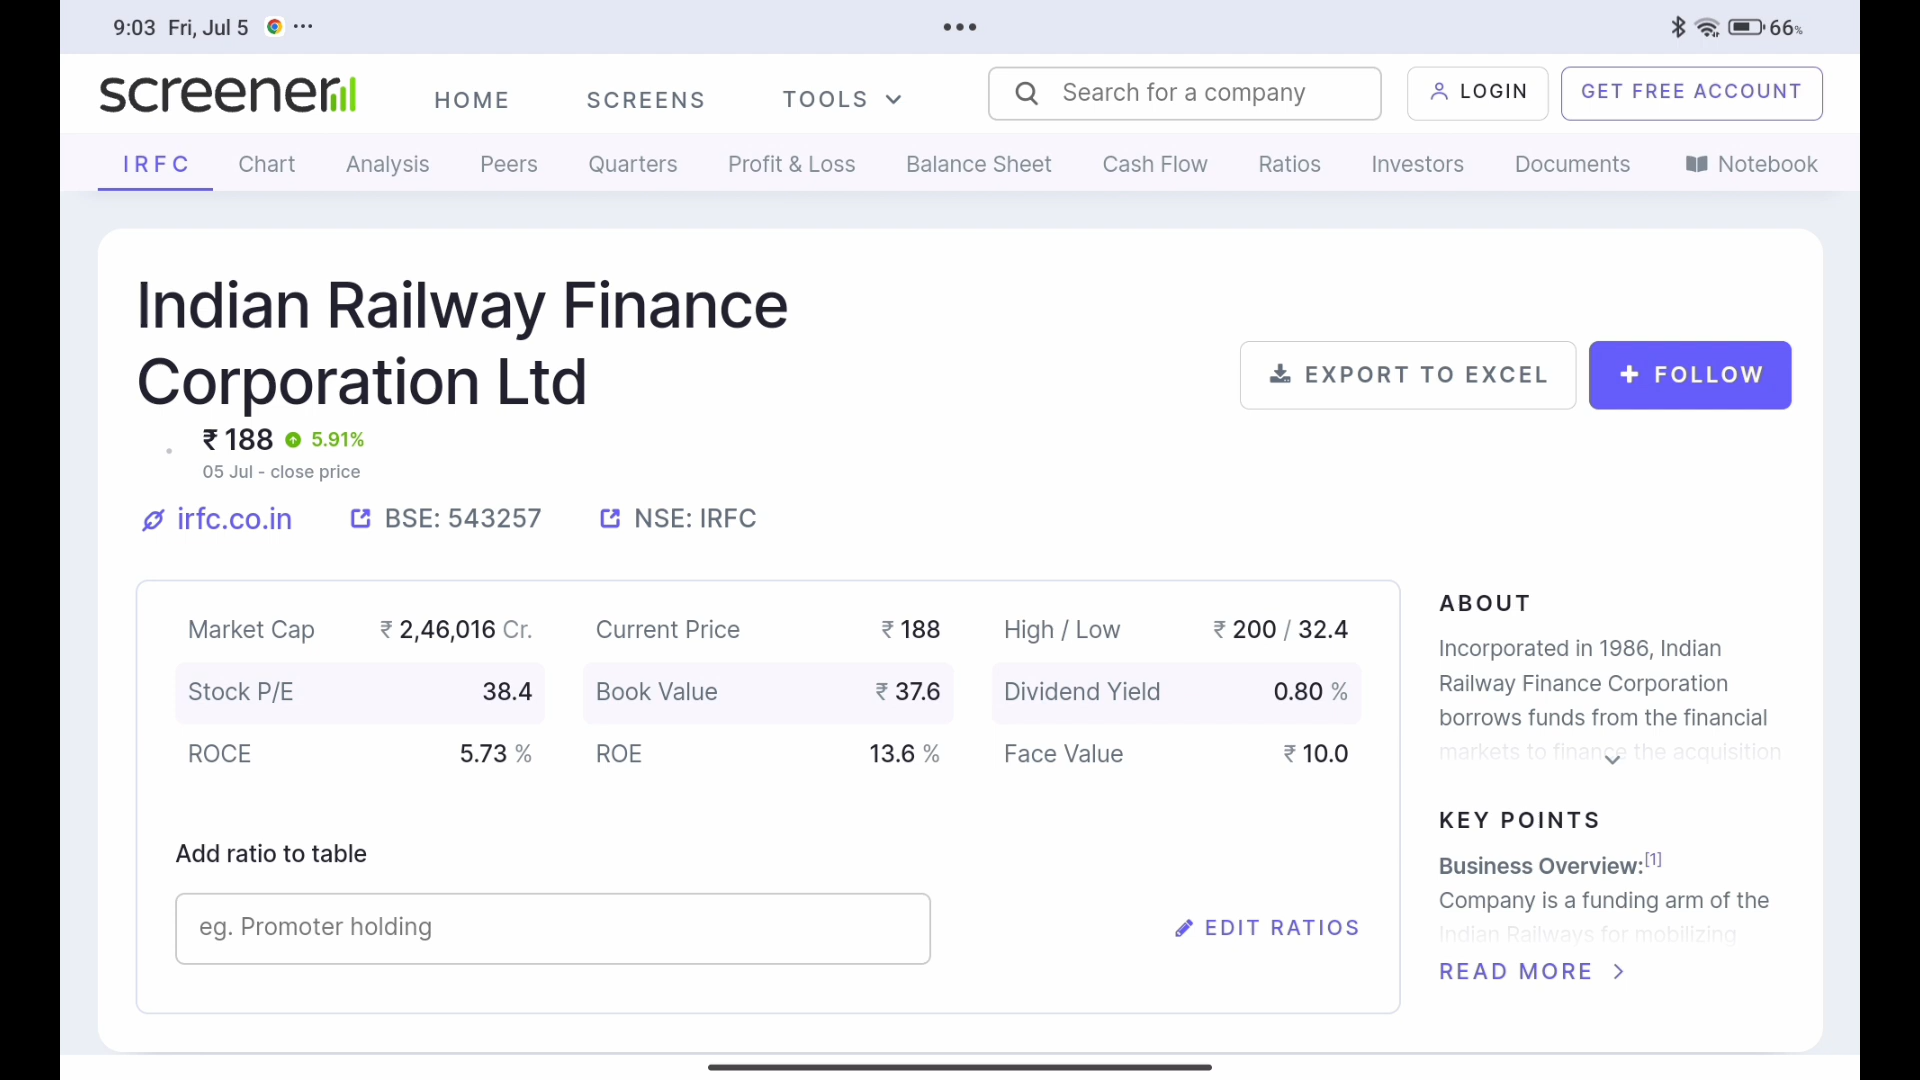 9:03 Fri, Jul 5
66%
screener
HOME SCREENS TOOLS
Search for a company
LOGIN
GET FREE ACCOUNT
IRFC Chart Analysis Peers Quarters Profit & Loss Balance Sheet Cash Flow Ratios Investors Documents Notebook
Indian Railway Finance
Corporation Ltd
EXPORT TO EXCEL
+ FOLLOW
₹ 188 5.91%
05 Jul - close price
irfc.co.in BSE: 543257 NSE: IRFC
Market Cap ₹ 2,46,016 Cr. Current Price ₹ 188 High / Low ₹ 200 / 32.4
Stock P/E 38.4 Book Value ₹ 37.6 Dividend Yield 0.80 %
ROCE 5.73 % ROE 13.6 % Face Value ₹ 10.0
Add ratio to table
eg. Promoter holding
EDIT RATIOS
ABOUT
Incorporated in 1986, Indian
Railway Finance Corporation
borrows funds from the financial
markets to finance the acquisition
KEY POINTS
Business Overview:[1]
Company is a funding arm of the
Indian Railways for mobilizing
READ MORE